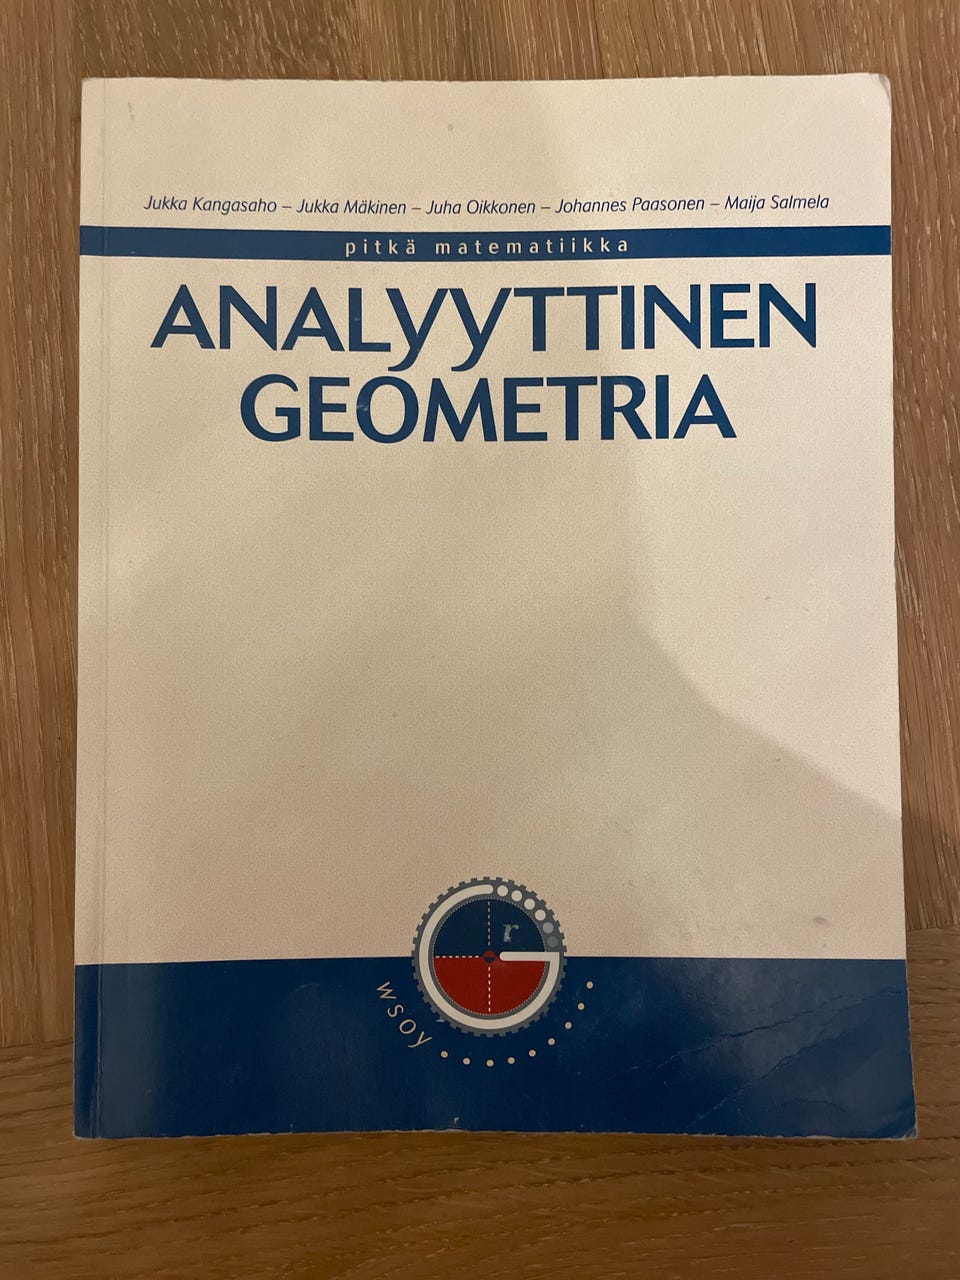 Jukka Kangasaho – Jukka Mäkinen – Juha Oikkonen – Johannes Paasonen – Maija Salmela
pitkä matematiikka
ANALYYTTINEN
GEOMETRIA
r
wsoy